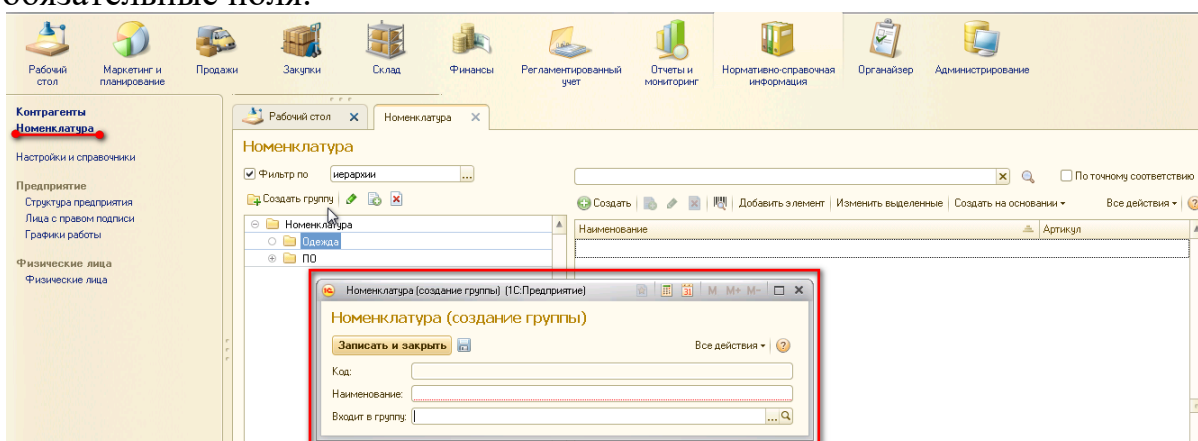 обязательные поля.
Рабочий стол
Маркетинг и планирование
Продажи
Закупки
Склад
Финансы
Регламентированный учет
Отчеты и мониторинг
Нормативно-справочная информация
Органайзер
Администрирование
Контрагенты
Номенклатура
Настройки и справочники
Предприятие
Структура предприятия
Лица с правом подписи
Графики работы
Физические лица
Физические лица
Рабочий стол
Номенклатура
Номенклатура
Фильтр по иерархии ...
По точному соответствию
Создать группу
Создать Добавить элемент Изменить выделенные Создать на основании Все действия
Номенклатура
Одежда
ПО
Наименование Артикул
Номенклатура (создание группы) (1С:Предприятие) 31 M M+ M-
Номенклатура (создание группы)
Записать и закрыть Все действия
Код:
Наименование:
Входит в группу: ...